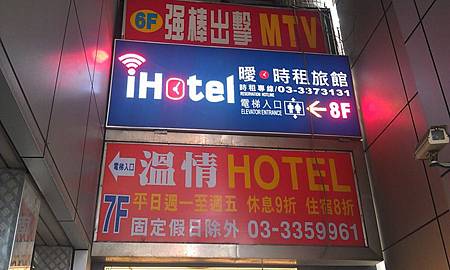 6F 强棒出擊 MTV
iHotel
曖時租旅館
時租專線/03-3373131
RESERVATION HOTLINE
電梯入口
ELEVATOR ENTRANCE
←8F
電梯入口
溫情 HOTEL
7F
平日週一至週五 休息9折 住宿8折
固定假日除外 03-3359961